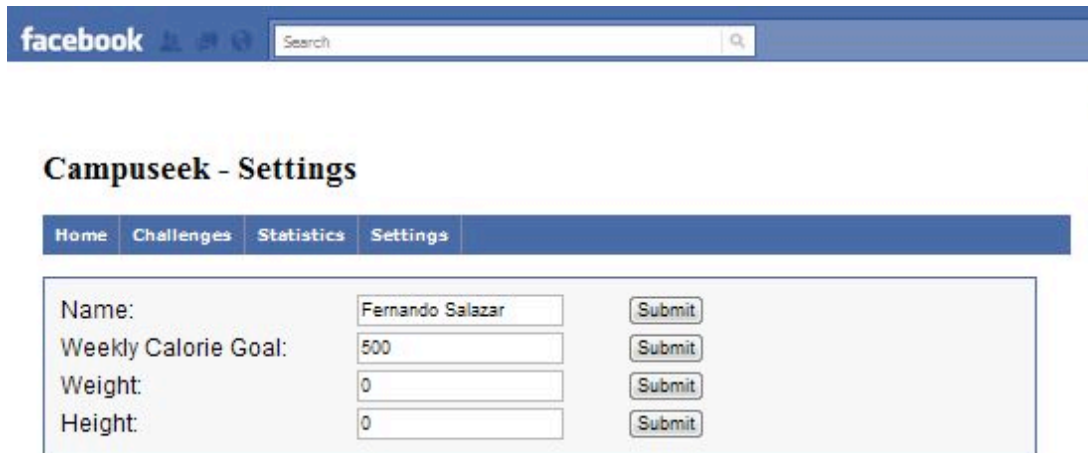 facebook Search
Campuseek - Settings
Home Challenges Statistics Settings
Name: Fernando Salazar Submit
Weekly Calorie Goal: 500 Submit
Weight: 0 Submit
Height: 0 Submit